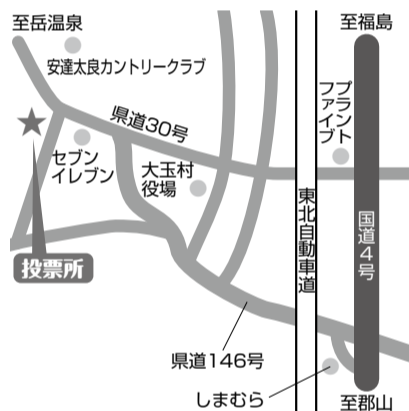 至岳温泉
至福島
安達太良カントリークラブ
プラント
ファイブ
県道30号
セブン
イレブン
大玉村
役場
東北自動車道
国道4号
投票所
県道146号
しまむら
至郡山